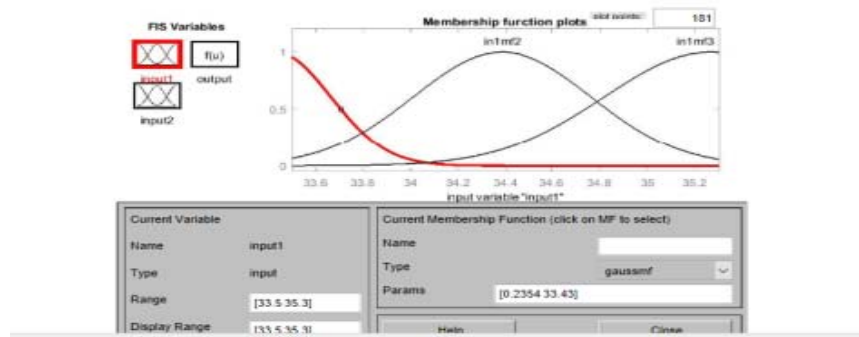 FIS Variables
f(u)
input1
output
input2
Membership function plots
plot points:
181
in1mf2
in1mf3
1
0.5
0
33.6 33.8 34 34.2 34.4 34.6 34.8 35 35.2
input variable "input1"
Current Variable
Name input1
Type input
Range [33.5 35.3]
Display Range [33.5 35.3]
Current Membership Function (click on MF to select)
Name
Type gaussmf
Params [0.2354 33.43]
Help
Close